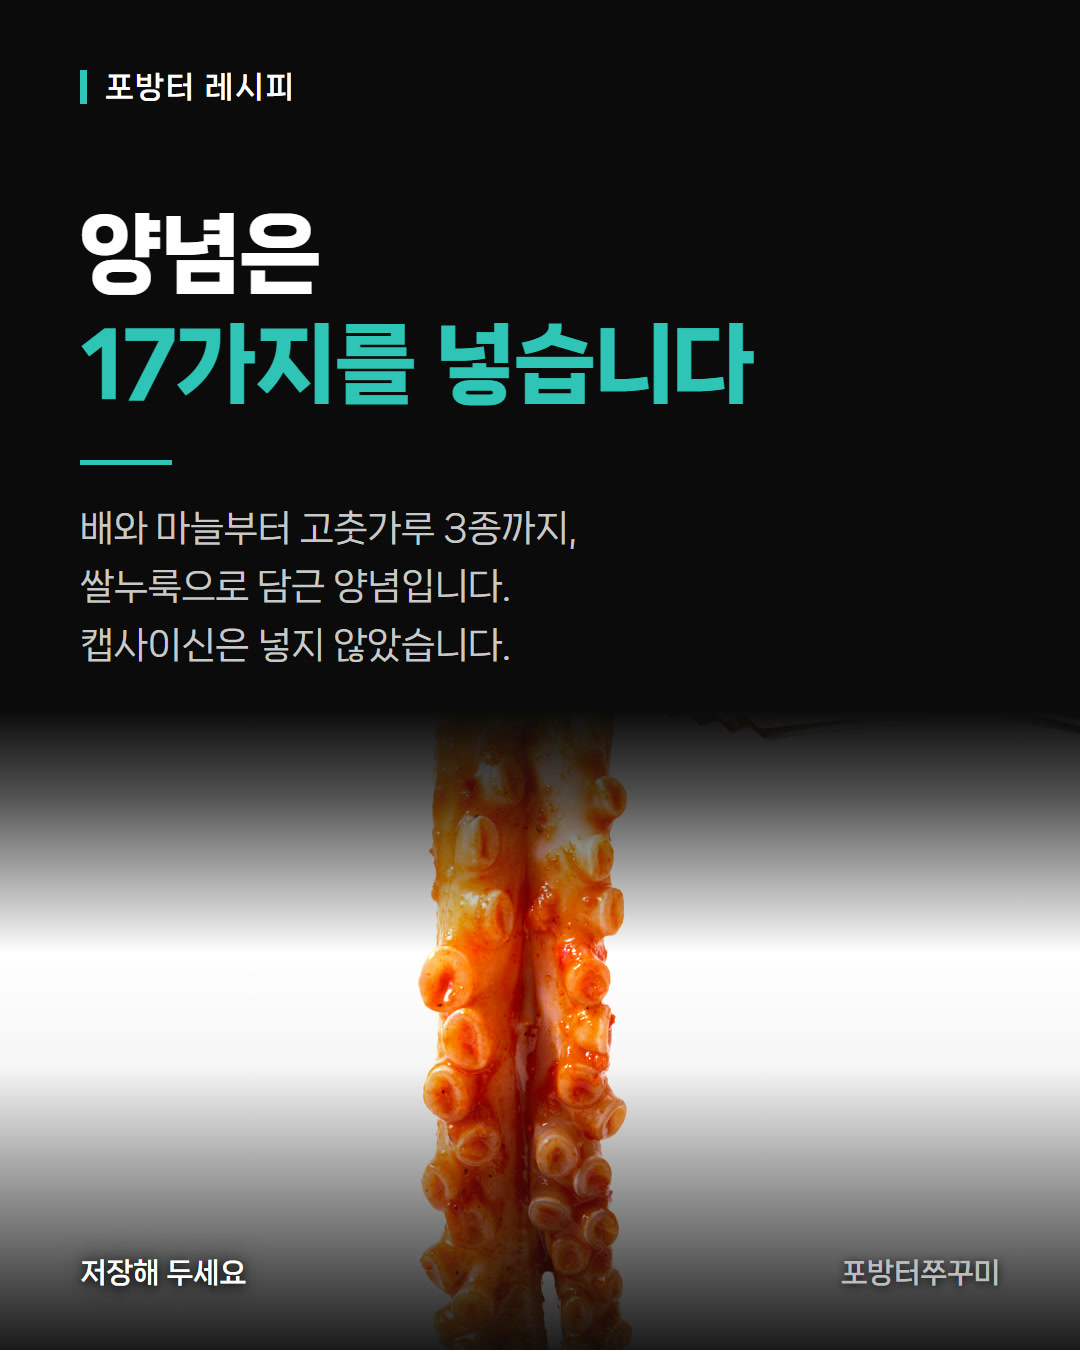 포방터 레시피
양념은
17가지를 넣습니다
배와 마늘부터 고춧가루 3종까지,
쌀누룩으로 담근 양념입니다.
캡사이신은 넣지 않았습니다.
저장해 두세요
포방터쭈꾸미